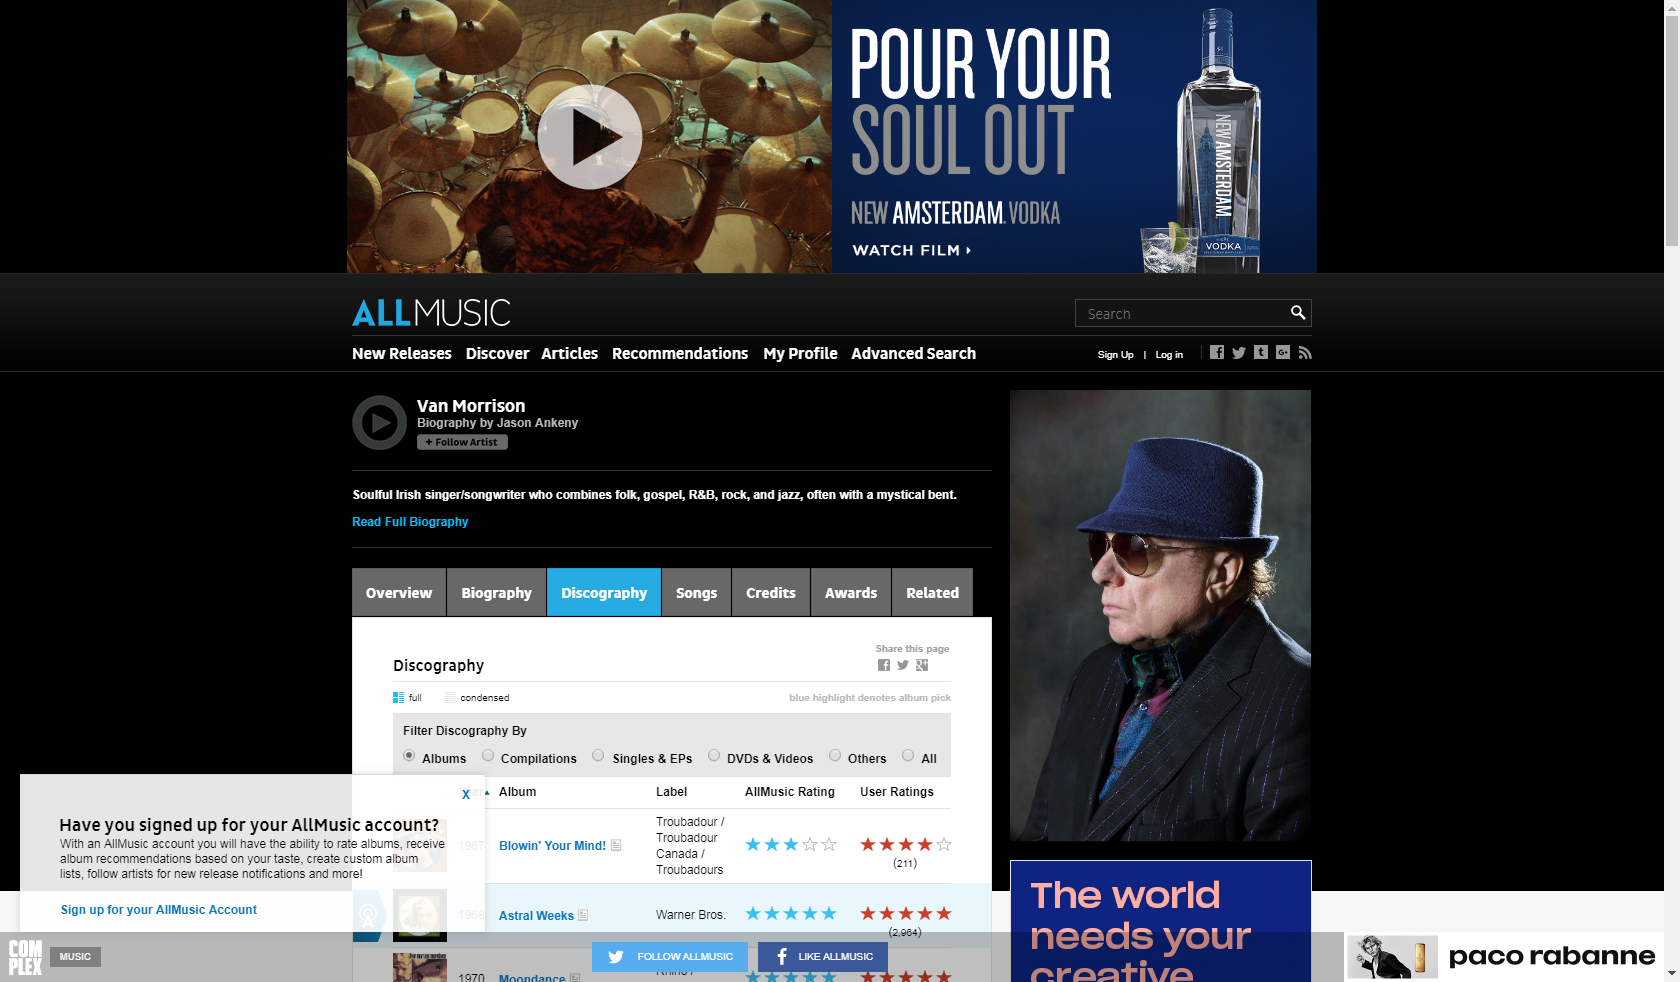 POUR YOUR
SOUL OUT
NEW AMSTERDAM VODKA
WATCH FILM
NEW AMSTERDAM
VODKA
ALLMUSIC
Search
New Releases Discover Articles Recommendations My Profile Advanced Search
Sign Up | Log in
Van Morrison
Biography by Jason Ankeny
+ Follow Artist
Soulful Irish singer/songwriter who combines folk, gospel, R&B, rock, and jazz, often with a mystical bent.
Read Full Biography
Overview Biography Discography Songs Credits Awards Related
Share this page
Discography
full condensed blue highlight denotes album pick
Filter Discography By
Albums Compilations Singles & EPs DVDs & Videos Others All
Album Label AllMusic Rating User Ratings
1967 Blowin' Your Mind! Troubadour /
Troubadour
Canada /
Troubadours
(211)
1968 Astral Weeks Warner Bros.
(2,964)
1970 Moondance
X
Have you signed up for your AllMusic account?
With an AllMusic account you will have the ability to rate albums, receive
album recommendations based on your taste, create custom album
lists, follow artists for new release notifications and more!
Sign up for your AllMusic Account
The world
needs your
creative
COM
PLEX
MUSIC
FOLLOW ALLMUSIC
LIKE ALLMUSIC
paco rabanne